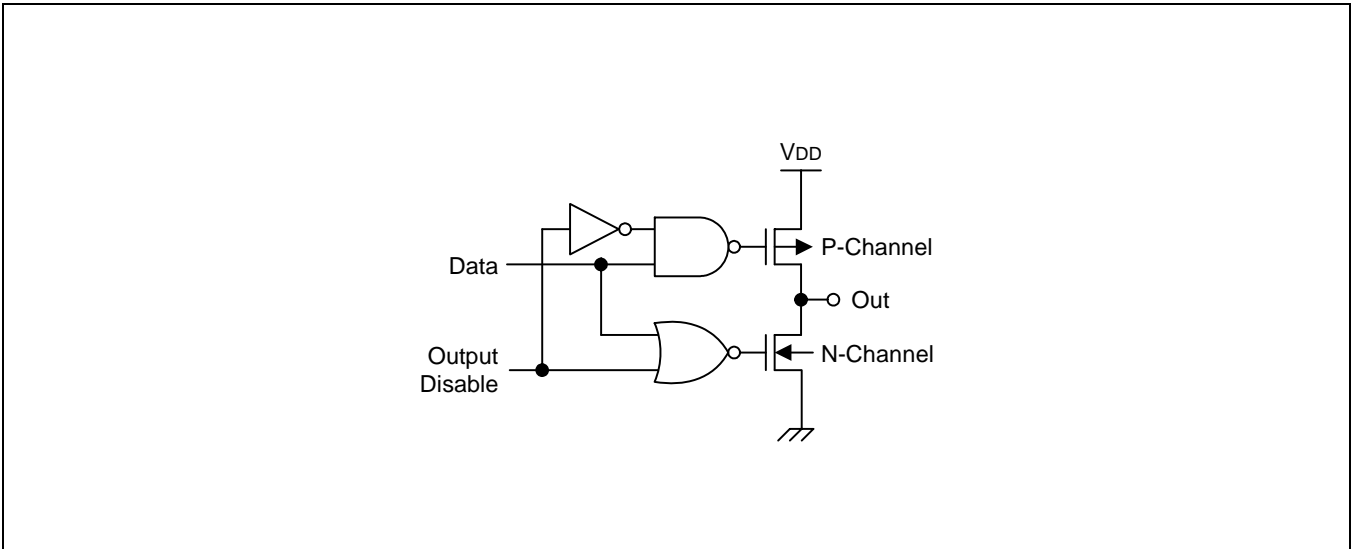 VDD
P-Channel
Data
Out
Output
Disable
N-Channel